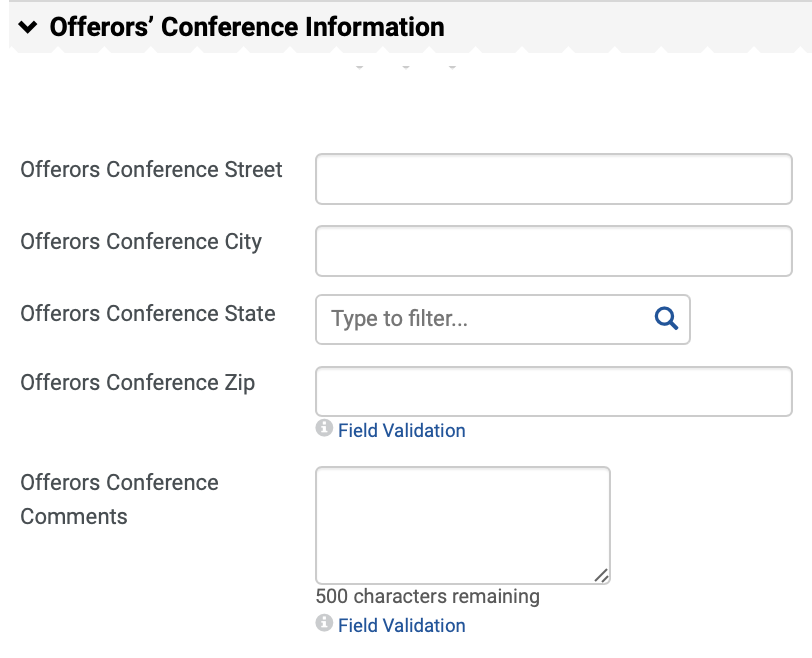 Offerors’ Conference Information
Offerors Conference Street
Offerors Conference City
Offerors Conference State
Type to filter...
Offerors Conference Zip
Field Validation
Offerors Conference
Comments
500 characters remaining
Field Validation